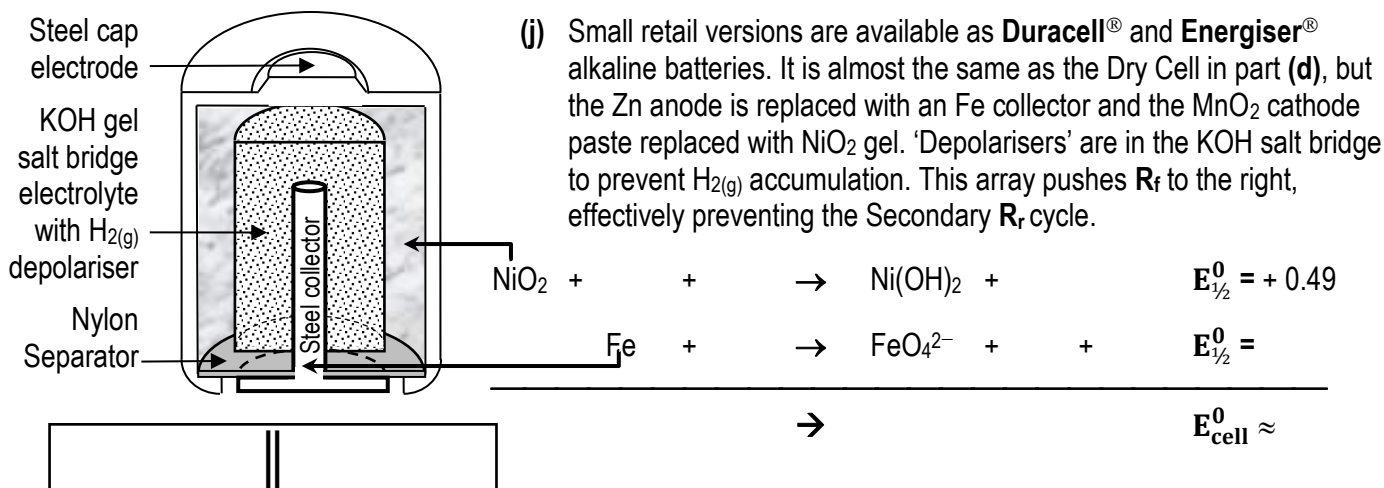 Steel cap
electrode
KOH gel
salt bridge
electrolyte
with H₂₍g₎
depolariser
Nylon
Separator
Steel collector
(j) Small retail versions are available as Duracell® and Energiser®
alkaline batteries. It is almost the same as the Dry Cell in part (d), but
the Zn anode is replaced with an Fe collector and the MnO₂ cathode
paste replaced with NiO₂ gel. ‘Depolarisers’ are in the KOH salt bridge
to prevent H₂₍g₎ accumulation. This array pushes Rf to the right,
effectively preventing the Secondary Rr cycle.
NiO₂ + + → Ni(OH)₂ + E⁰½ = + 0.49
Fe + → FeO₄²⁻ + + E⁰½ =
→ E⁰cell ≈